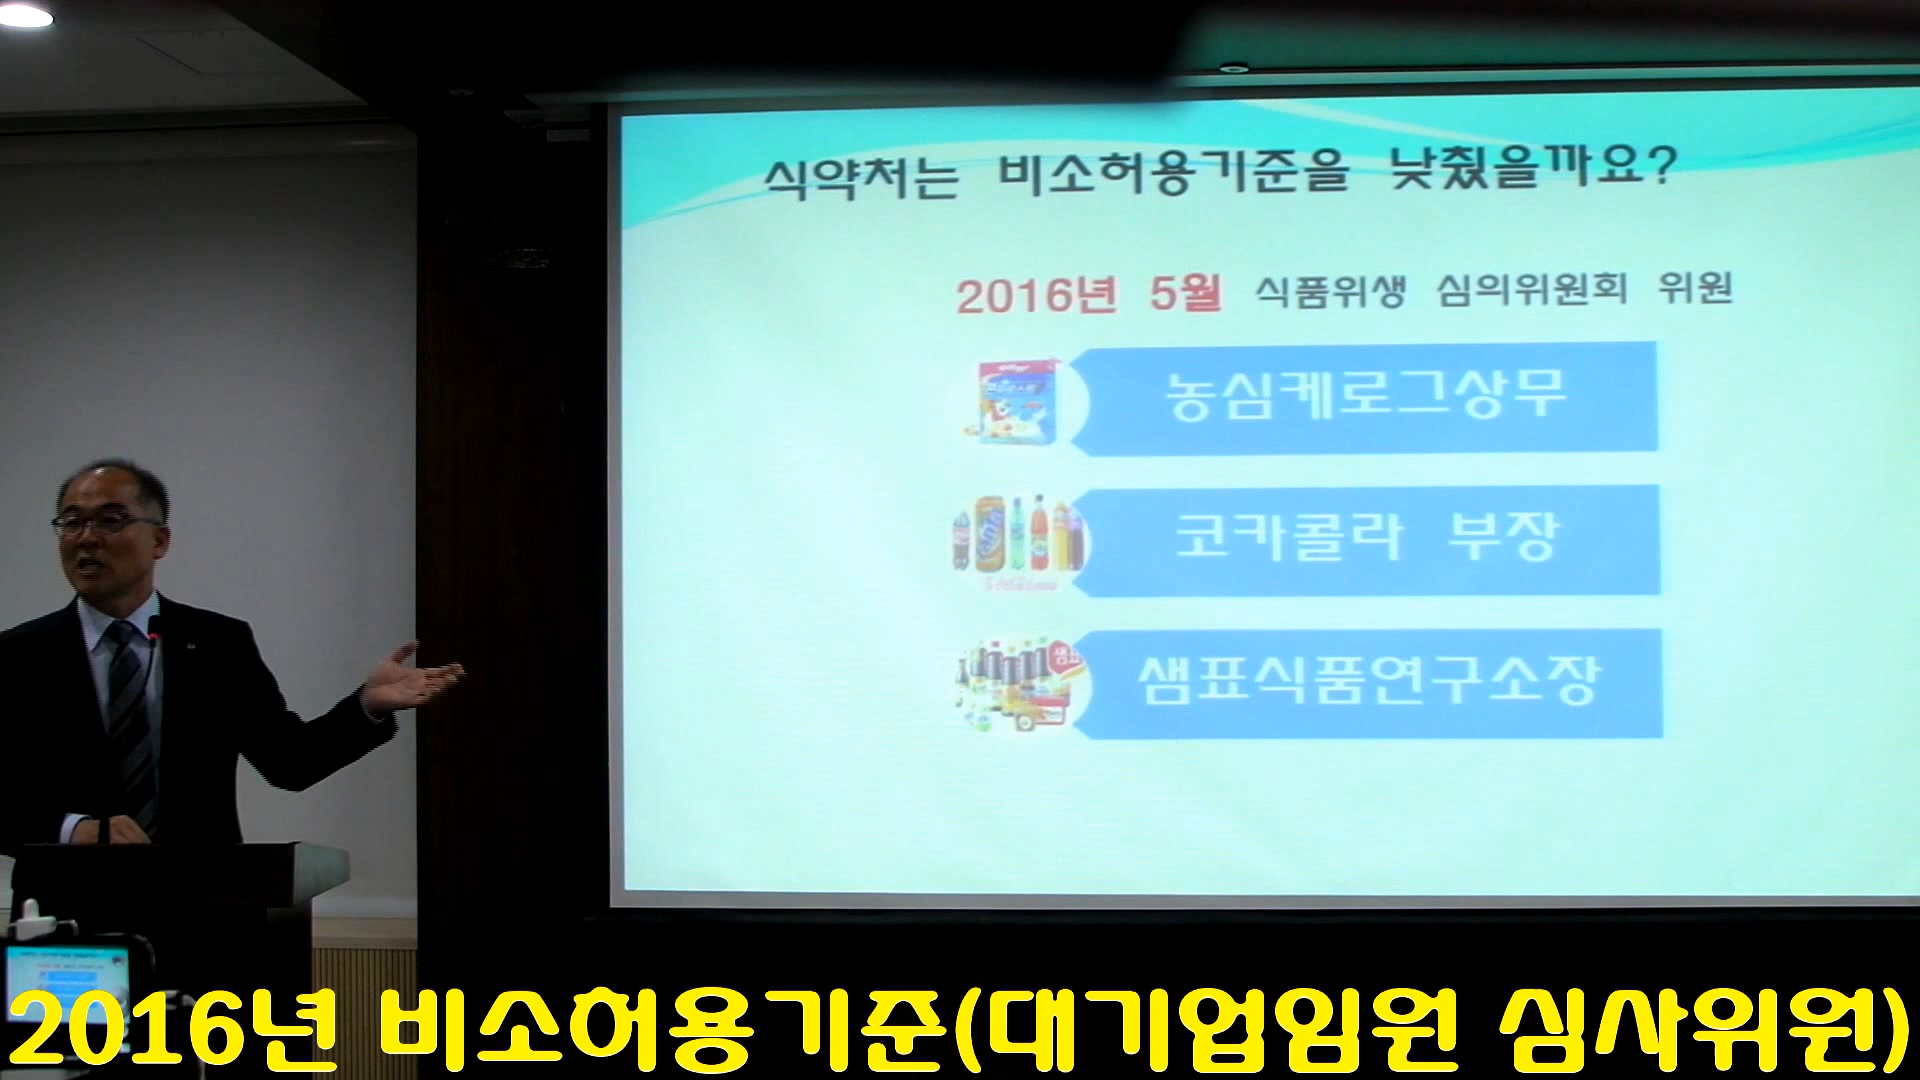 식약처는 비소허용기준을 낮췄을까요?
2016년 5월 식품위생 심의위원회 위원
농심케로그상무
코카콜라 부장
샘표
샘표식품연구소장
2016년 비소허용기준(대기업임원 심사위원)